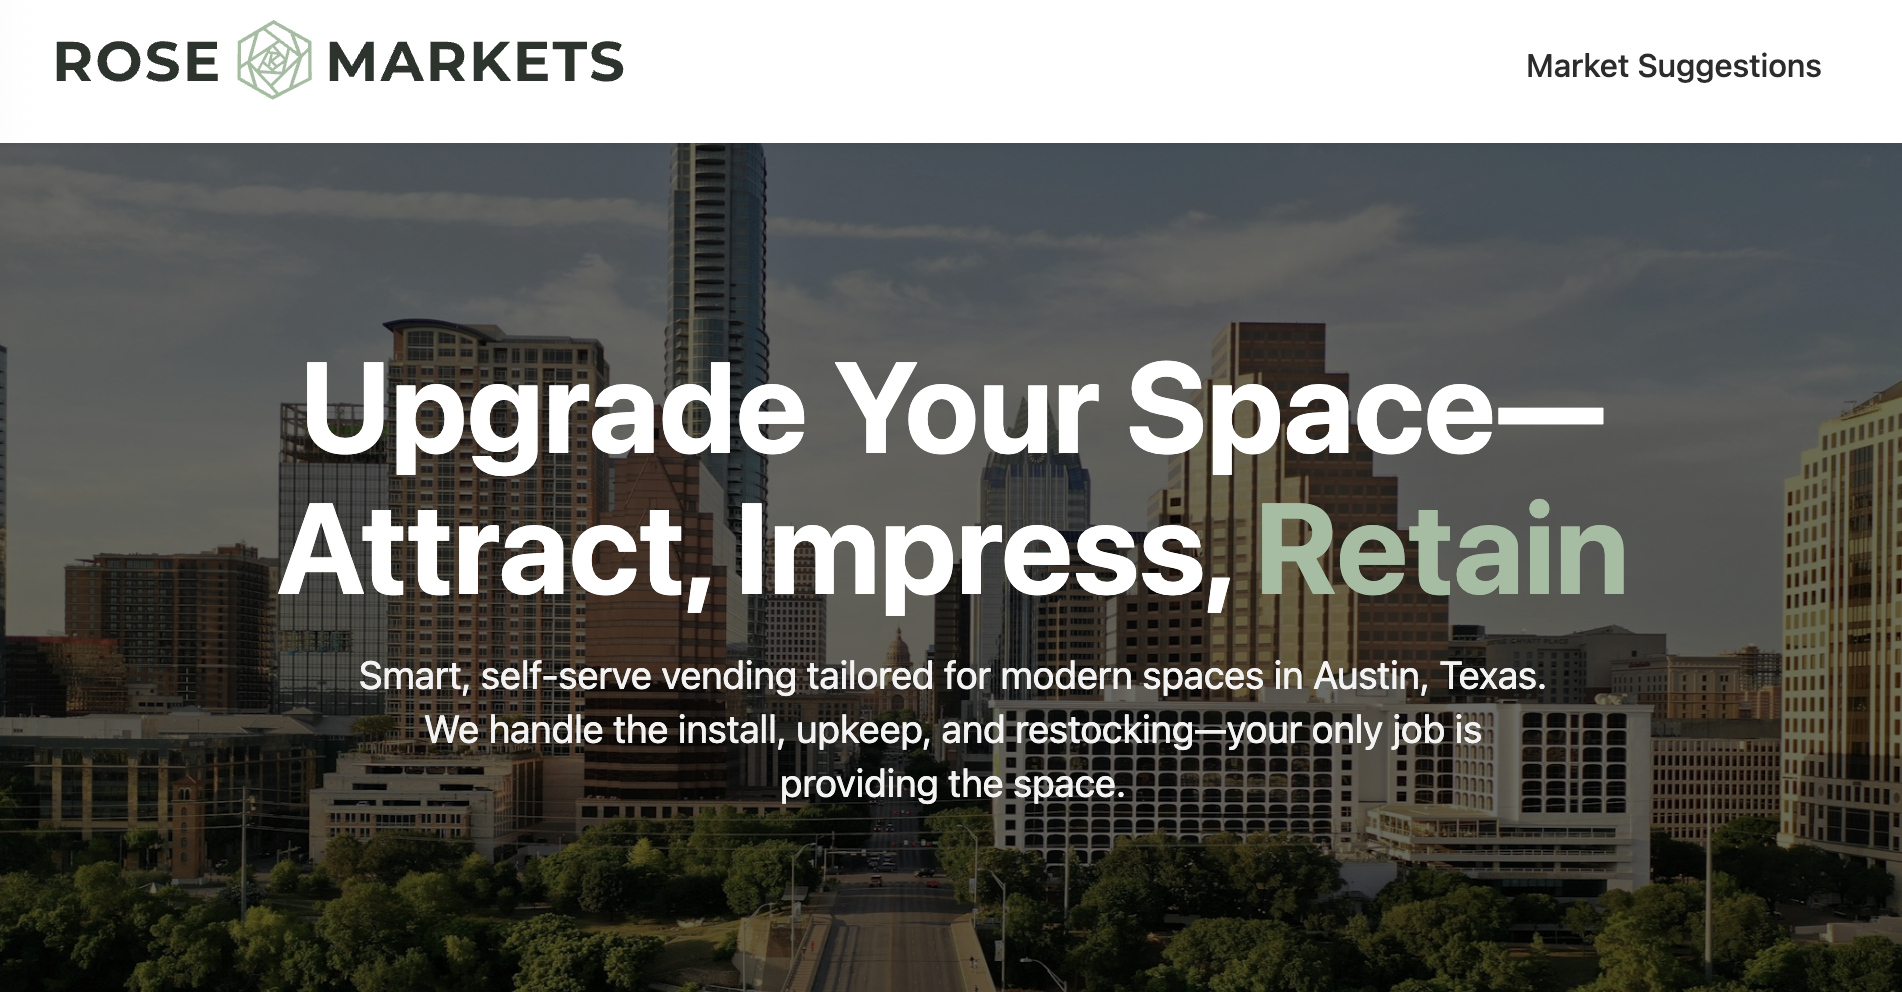 ROSE MARKETS
Market Suggestions
Upgrade Your Space—
Attract, Impress, Retain
Smart, self-serve vending tailored for modern spaces in Austin, Texas.
We handle the install, upkeep, and restocking—your only job is
providing the space.